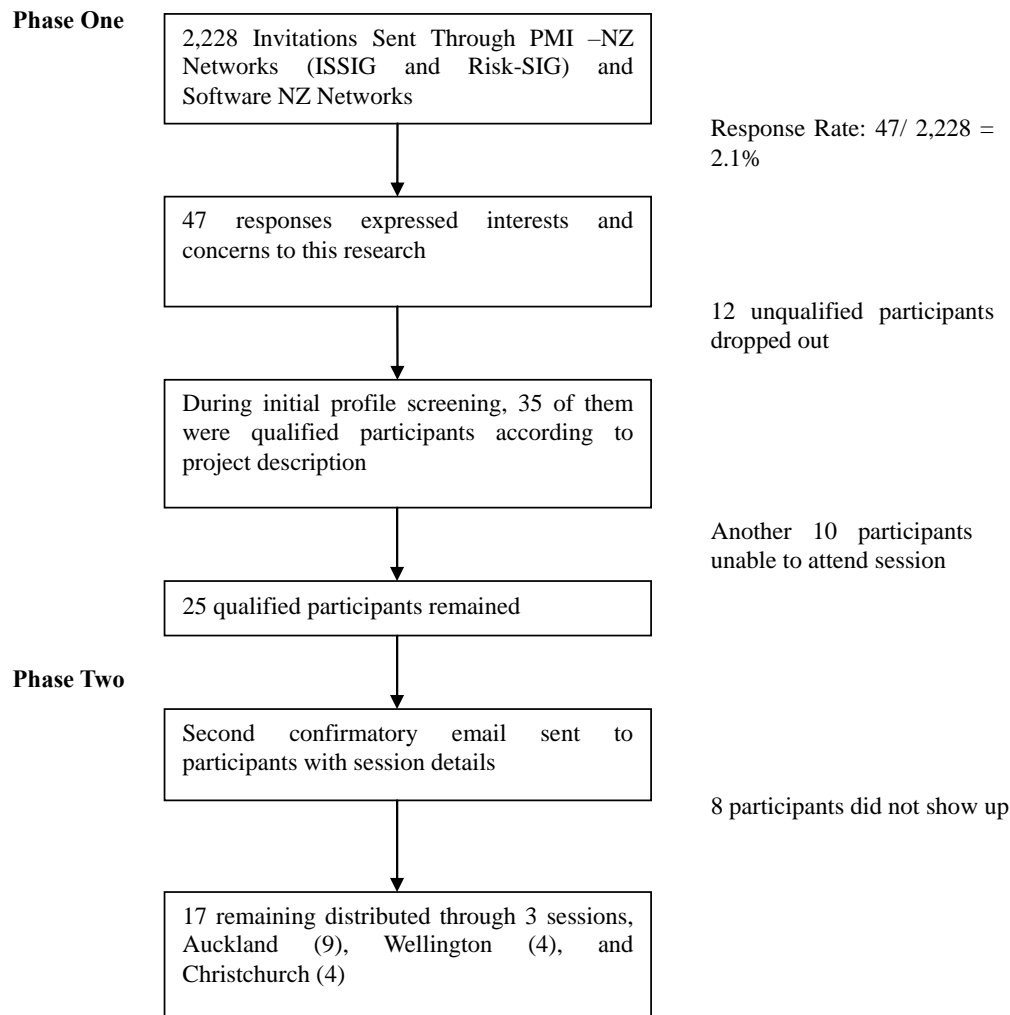 Phase One
2,228 Invitations Sent Through PMI –NZ
Networks (ISSIG and Risk-SIG) and
Software NZ Networks
Response Rate: 47/ 2,228 =
2.1%
47 responses expressed interests and
concerns to this research
12 unqualified participants
dropped out
During initial profile screening, 35 of them
were qualified participants according to
project description
Another 10 participants
unable to attend session
25 qualified participants remained
Phase Two
Second confirmatory email sent to
participants with session details
8 participants did not show up
17 remaining distributed through 3 sessions,
Auckland (9), Wellington (4), and
Christchurch (4)